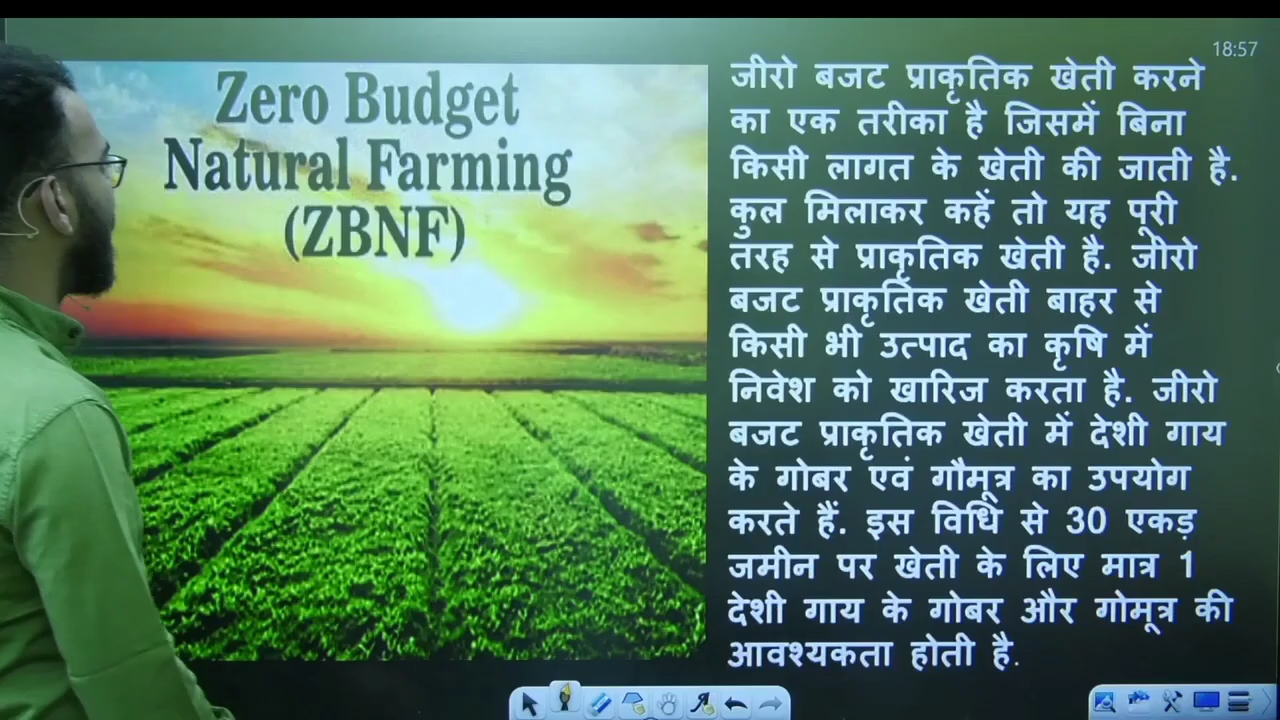 18:57
Zero Budget
Natural Farming
(ZBNF)
जीरो बजट प्राकृतिक खेती करने
का एक तरीका है जिसमें बिना
किसी लागत के खेती की जाती है.
कुल मिलाकर कहें तो यह पूरी
तरह से प्राकृतिक खेती है. जीरो
बजट प्राकृतिक खेती बाहर से
किसी भी उत्पाद का कृषि में
निवेश को खारिज करता है. जीरो
बजट प्राकृतिक खेती में देशी गाय
के गोबर एवं गौमूत्र का उपयोग
करते हैं. इस विधि से 30 एकड़
जमीन पर खेती के लिए मात्र 1
देशी गाय के गोबर और गोमूत्र की
आवश्यकता होती है.